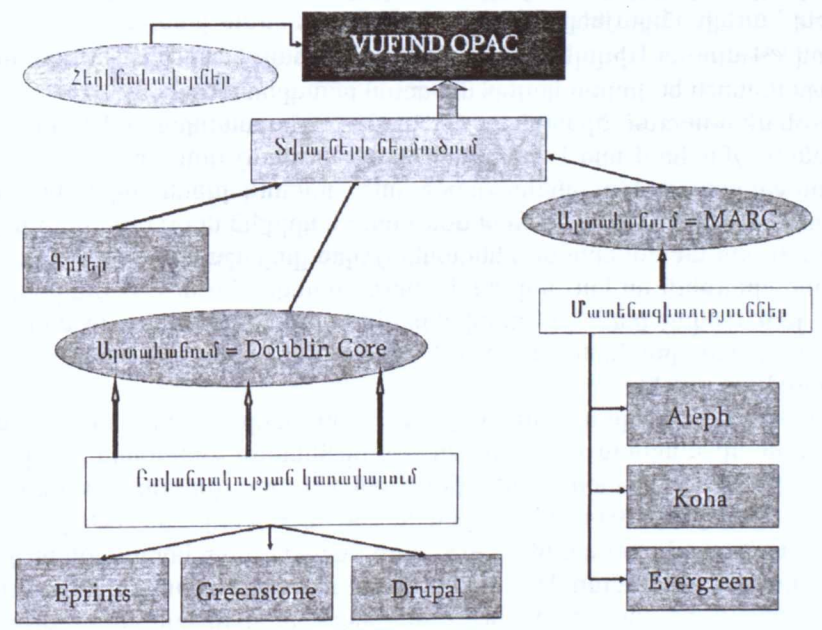 VUFIND OPAC
Հեղինակավորներ
Տվյալների ներմուծում
Արտահանում = MARC
Գրքեր
Մատենագիտություններ
Արտահանում = Doublin Core
Aleph
Բովանդակության կառավարում
Koha
Eprints
Greenstone
Drupal
Evergreen